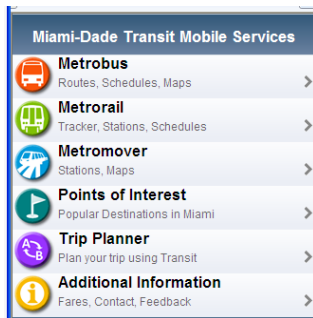 Miami-Dade Transit Mobile Services
Metrobus
Routes, Schedules, Maps
Metrorail
Tracker, Stations, Schedules
Metromover
Stations, Maps
Points of Interest
Popular Destinations in Miami
Trip Planner
A B
Plan your trip using Transit
Additional Information
i
Fares, Contact, Feedback